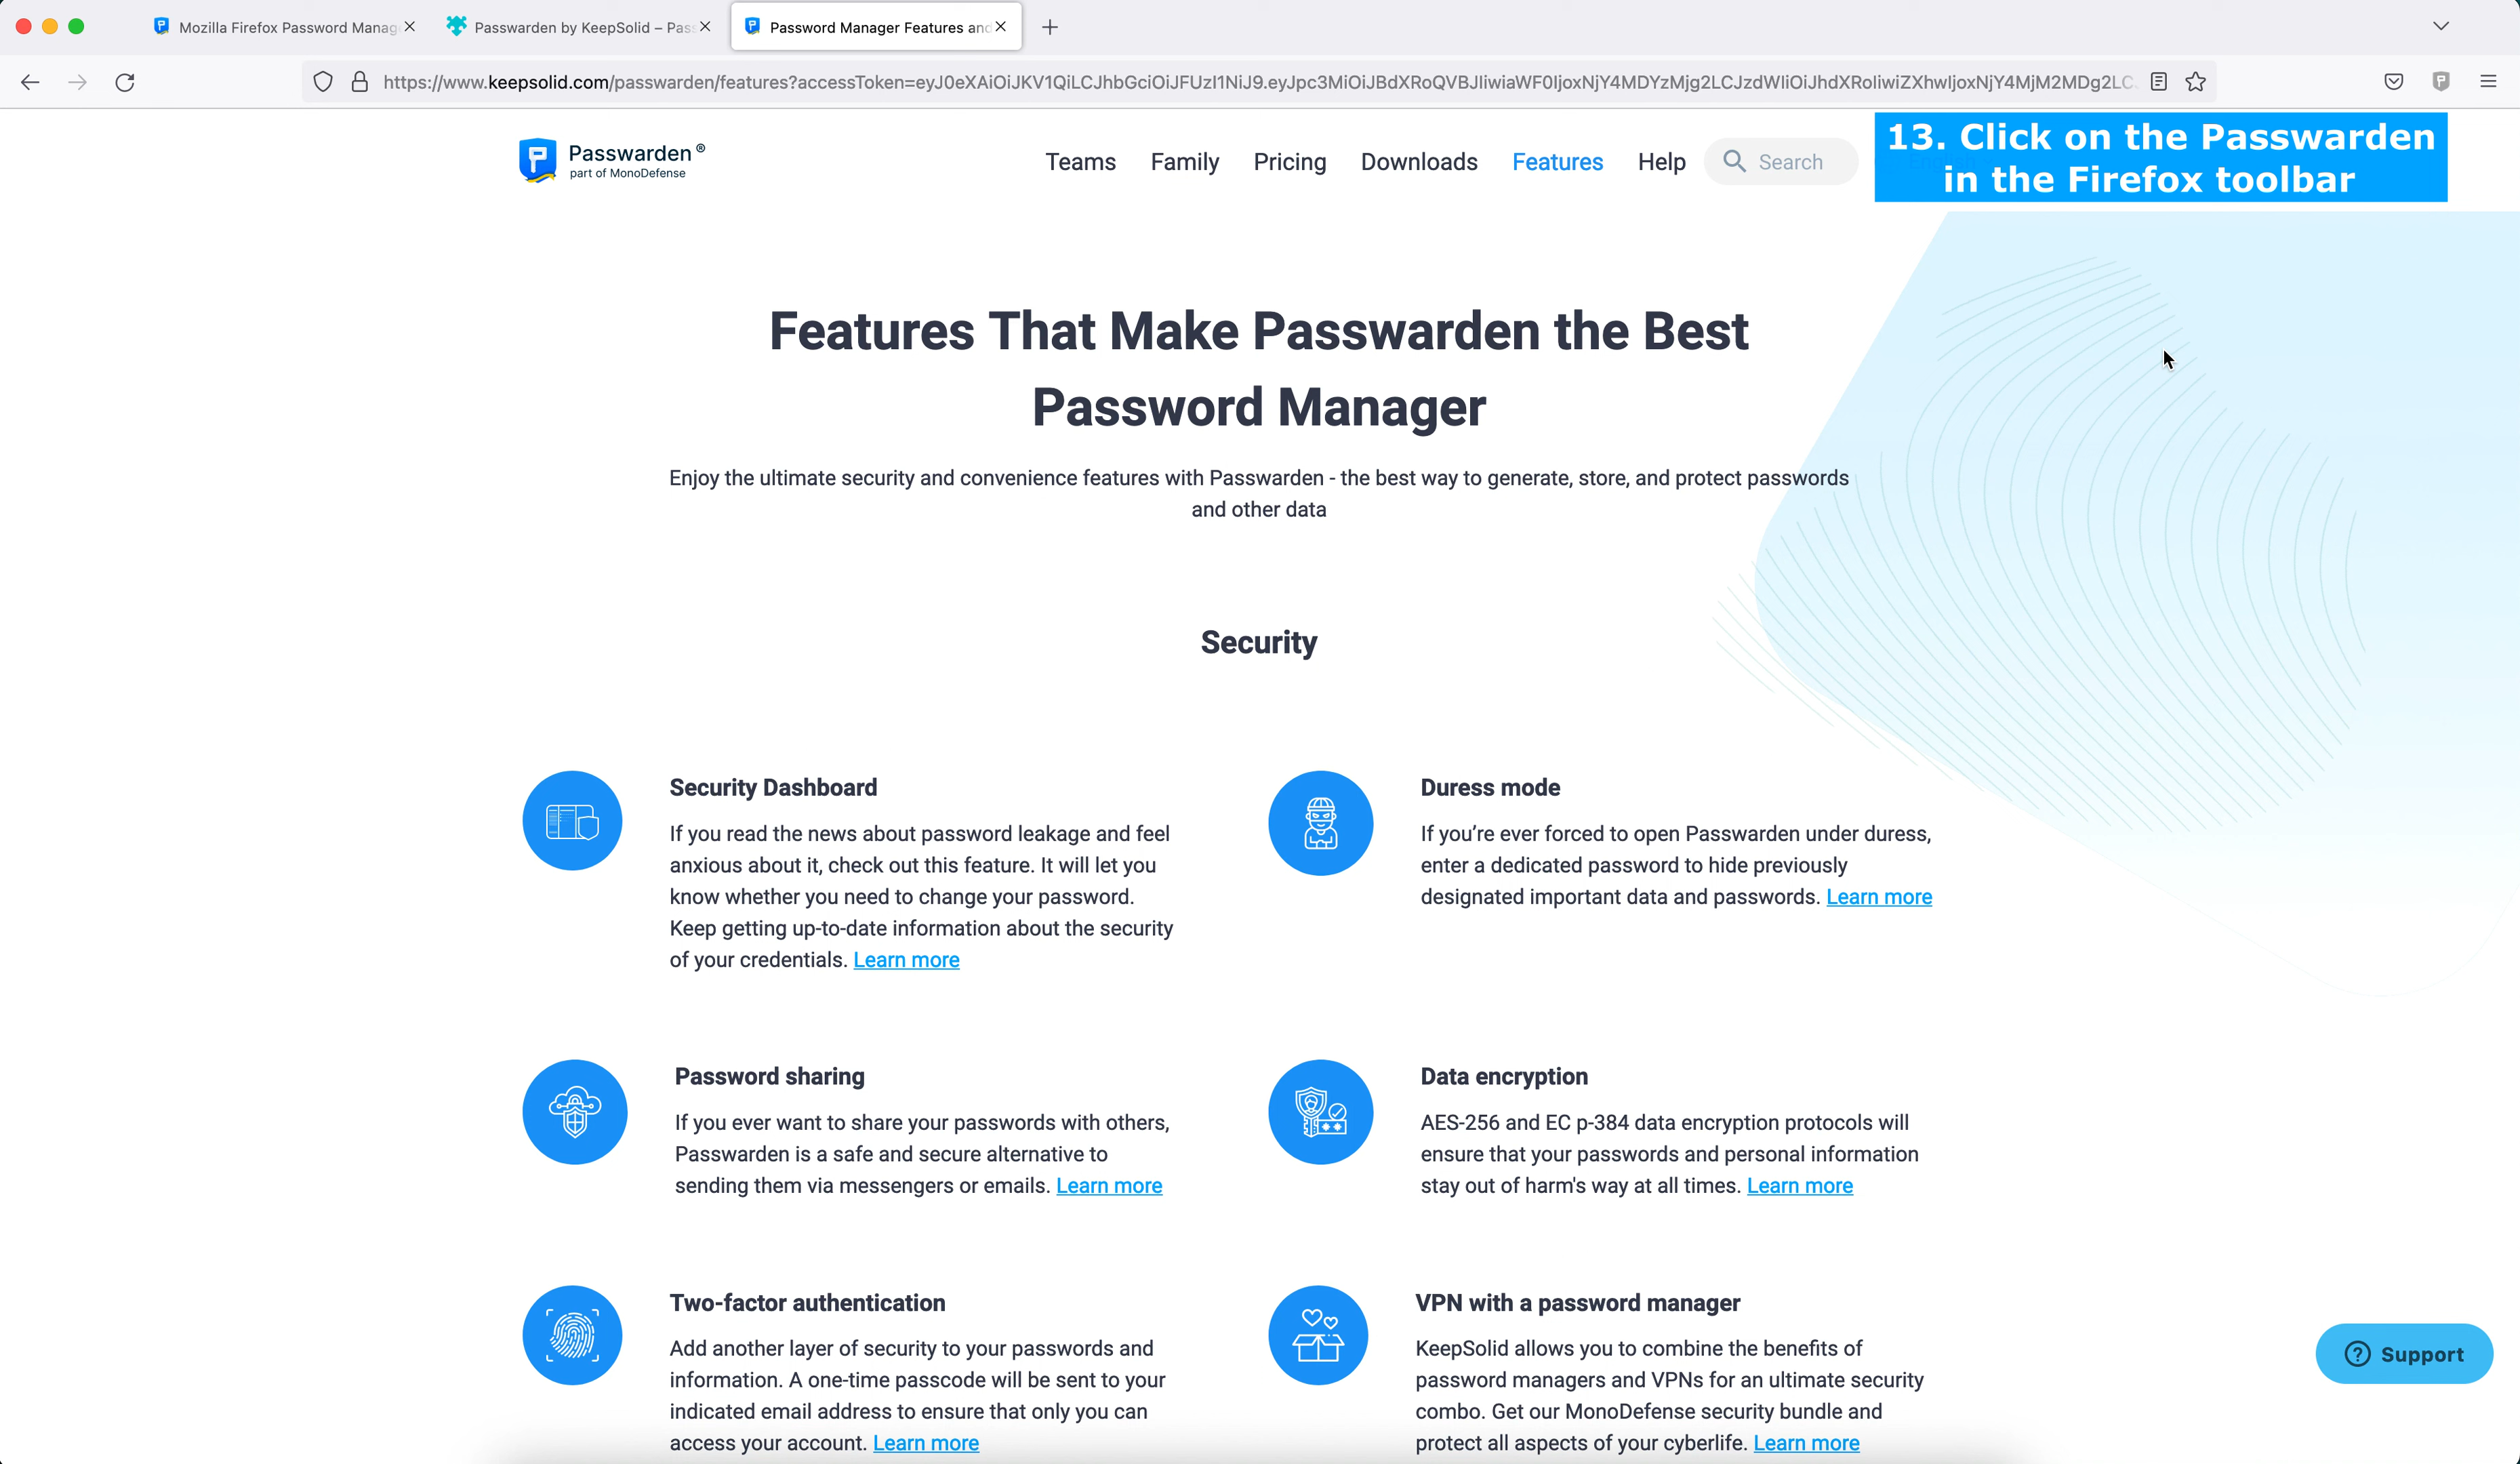 Mozilla Firefox Password Manag
Passwarden by KeepSolid – Pas
Password Manager Features and
https://www.keepsolid.com/passwarden/features?accessToken=eyJ0eXAiOiJKV1QiLCJhbGciOiJFUzI1NiJ9.eyJpc3MiOiJBdXRoQVBJIiwiaWF0IjoxNjY4MDYzMjg2LCJzdWIiOiJhdXRoIiwiZXhwIjoxNjY4MjM2MDg2LC
13. Click on the Passwarden
in the Firefox toolbar
Passwarden ®
part of MonoDefense
Teams Family Pricing Downloads Features Help Search
Features That Make Passwarden the Best
Password Manager
Enjoy the ultimate security and convenience features with Passwarden - the best way to generate, store, and protect passwords
and other data
Security
Security Dashboard
If you read the news about password leakage and feel
anxious about it, check out this feature. It will let you
know whether you need to change your password.
Keep getting up-to-date information about the security
of your credentials. Learn more
Duress mode
If you’re ever forced to open Passwarden under duress,
enter a dedicated password to hide previously
designated important data and passwords. Learn more
Password sharing
If you ever want to share your passwords with others,
Passwarden is a safe and secure alternative to
sending them via messengers or emails. Learn more
Data encryption
AES-256 and EC p-384 data encryption protocols will
ensure that your passwords and personal information
stay out of harm's way at all times. Learn more
Two-factor authentication
Add another layer of security to your passwords and
information. A one-time passcode will be sent to your
indicated email address to ensure that only you can
access your account. Learn more
VPN with a password manager
KeepSolid allows you to combine the benefits of
password managers and VPNs for an ultimate security
combo. Get our MonoDefense security bundle and
protect all aspects of your cyberlife. Learn more
Support